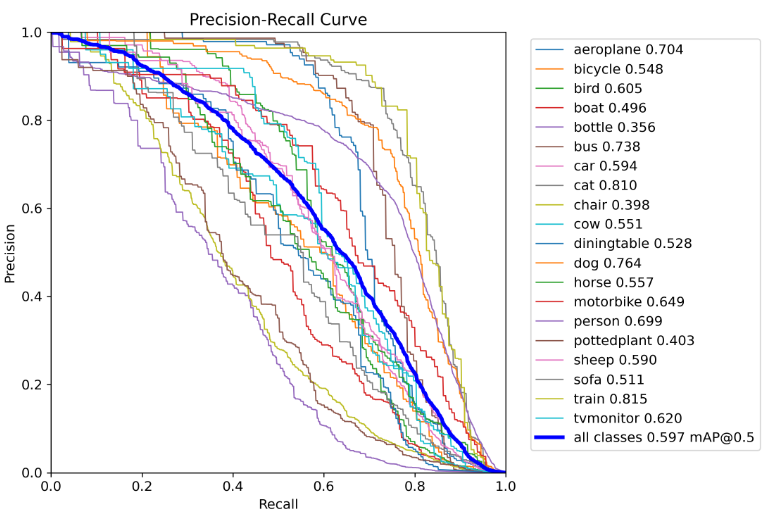 Precision-Recall Curve
1.0
0.8
0.6
0.4
0.2
0.0
Precision
0.0 0.2 0.4 0.6 0.8 1.0
Recall
aeroplane 0.704
bicycle 0.548
bird 0.605
boat 0.496
bottle 0.356
bus 0.738
car 0.594
cat 0.810
chair 0.398
cow 0.551
diningtable 0.528
dog 0.764
horse 0.557
motorbike 0.649
person 0.699
pottedplant 0.403
sheep 0.590
sofa 0.511
train 0.815
tvmonitor 0.620
all classes 0.597 mAP@0.5